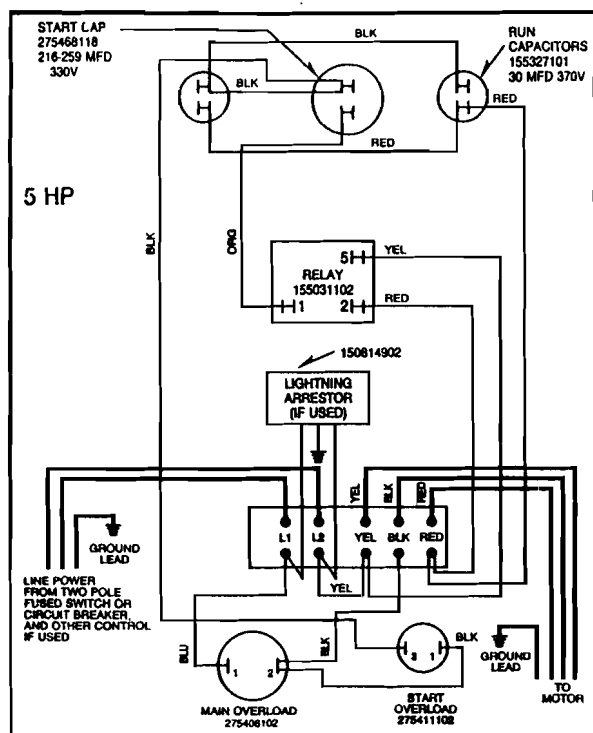 START LAP
275468118
216-259 MFD
330V
BLK
RUN
CAPACITORS
155327101
30 MFD 370V
BLK
RED
RED
5 HP
BLK
ORG
5
YEL
RELAY
155031102
1
2
RED
150814902
LIGHTNING
ARRESTOR
(IF USED)
YEL
BLK
RED
L1
L2
YEL
BLK
RED
GROUND
LEAD
YEL
LINE POWER
FROM TWO POLE
FUSED SWITCH OR
CIRCUIT BREAKER,
AND OTHER CONTROL
IF USED
BLU
BLK
1
2
3
1
BLK
GROUND
LEAD
MAIN OVERLOAD
275406102
START
OVERLOAD
275411102
TO
MOTOR